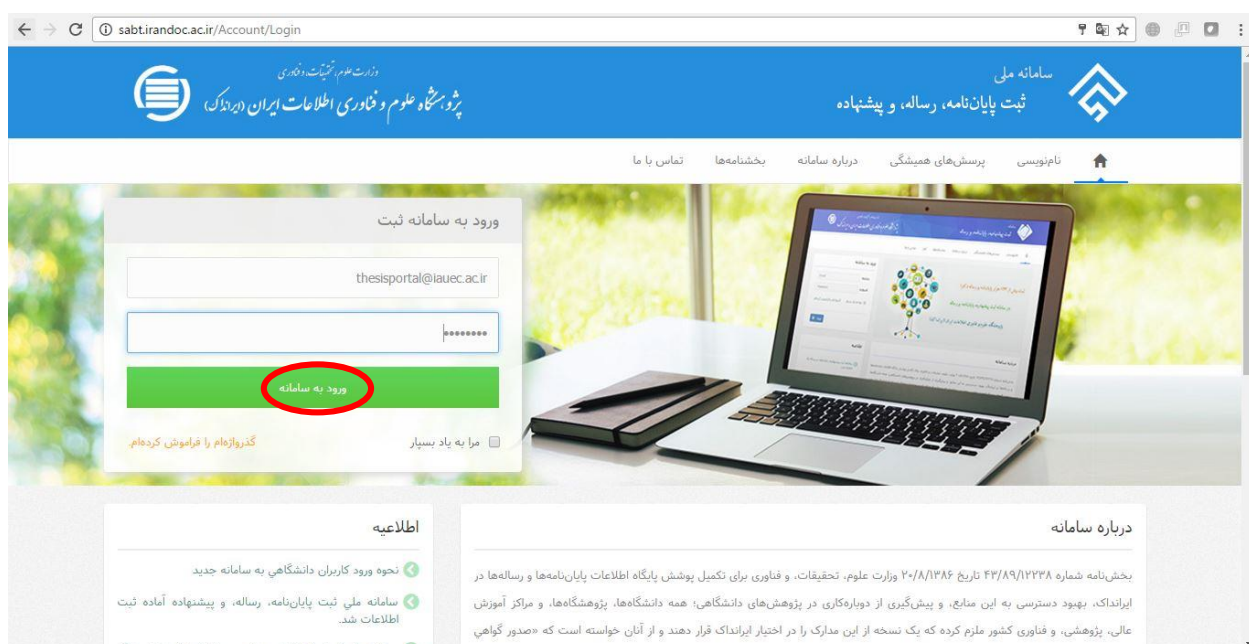 sabt.irandoc.ac.ir/Account/Login
سامانه ملی
ثبت پایان‌نامه، رساله، و پیشنهاده
وزارت علوم، تحقیقات، و فناوری
پژوهشگاه علوم و فناوری اطلاعات ایران (ایرانداک)
نام‌نویسی
پرسش‌های همیشگی
درباره سامانه
بخشنامه‌ها
تماس با ما
ورود به سامانه ثبت
thesisportal@iauec.ac.ir
ورود به سامانه
مرا به یاد بسپار
گذرواژه‌ام را فراموش کرده‌ام.
درباره سامانه
بخش‌نامه شماره ۴۳/۸۹/۱۲۲۳۸ تاریخ ۲۰/۸/۱۳۸۶ وزارت علوم، تحقیقات، و فناوری برای تکمیل پوشش پایگاه اطلاعات پایان‌نامه‌ها و رساله‌ها در
ایرانداک، بهبود دسترسی به این منابع، و پیش‌گیری از دوباره‌کاری در پژوهش‌های دانشگاهی؛ همه دانشگاه‌ها، پژوهشگاه‌ها، و مراکز آموزش
عالی، پژوهشی، و فناوری کشور ملزم کرده که یک نسخه از این مدارک را در اختیار ایرانداک قرار دهند و از آنان خواسته است که «صدور گواهي
اطلاعیه
نحوه ورود کاربران دانشگاهي به سامانه جدید
سامانه ملي ثبت پایان‌نامه، رساله، و پیشنهاده آماده ثبت
اطلاعات شد.